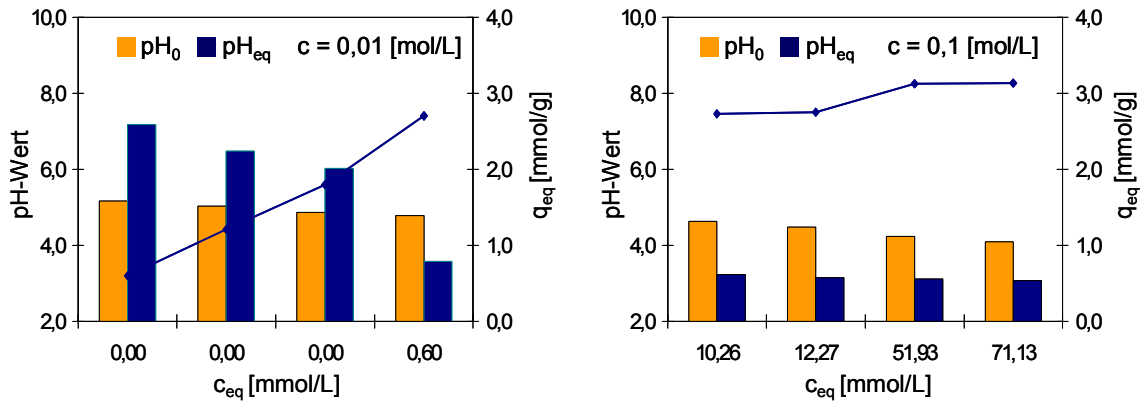 10,0
8,0
6,0
4,0
2,0
pH-Wert
pH0 pHeq c = 0,01 [mol/L]
4,0
3,0
2,0
1,0
0,0
qeq [mmol/g]
0,00 0,00 0,00 0,60
ceq [mmol/L]
10,0
8,0
6,0
4,0
2,0
pH-Wert
pH0 pHeq c = 0,1 [mol/L]
4,0
3,0
2,0
1,0
0,0
qeq [mmol/g]
10,26 12,27 51,93 71,13
ceq [mmol/L]